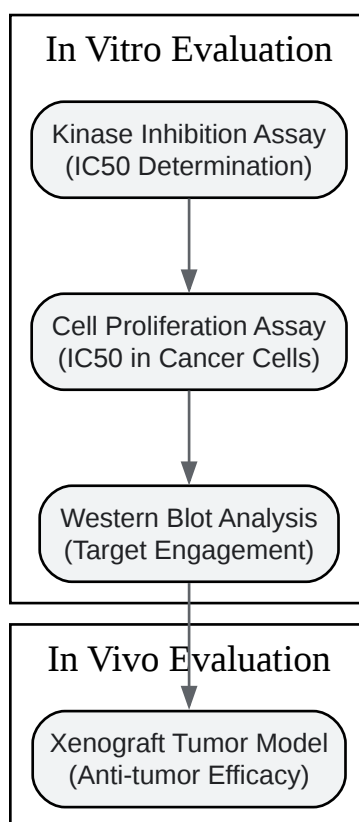 In Vitro Evaluation
Kinase Inhibition Assay
(IC50 Determination)
Cell Proliferation Assay
(IC50 in Cancer Cells)
Western Blot Analysis
(Target Engagement)
In Vivo Evaluation
Xenograft Tumor Model
(Anti-tumor Efficacy)